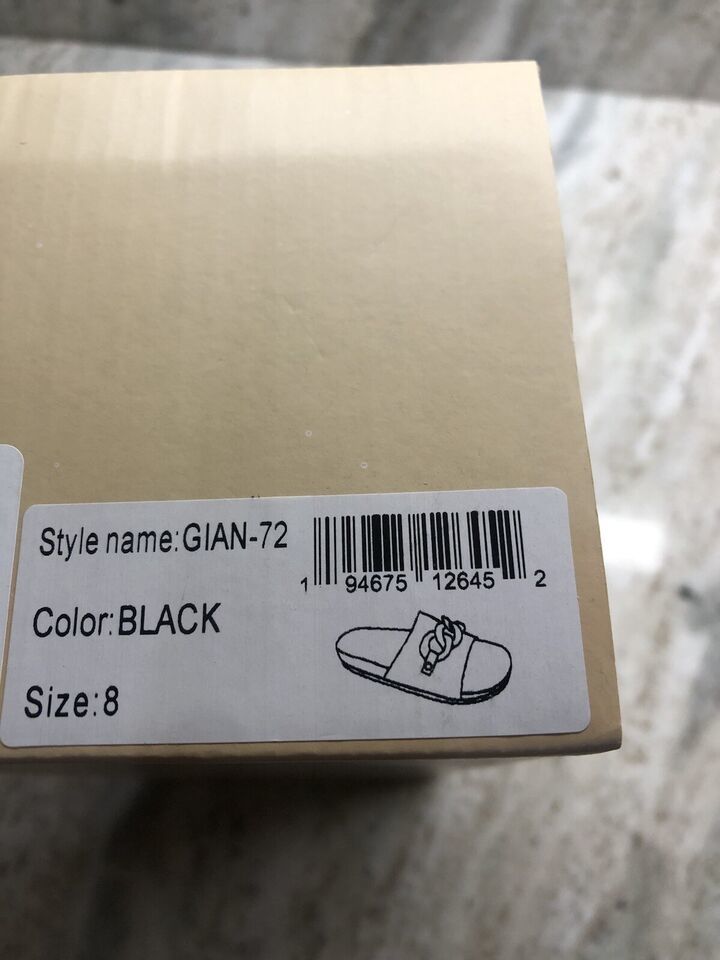 Style name:GIAN-72
1 94675 12645 2
Color:BLACK
Size:8